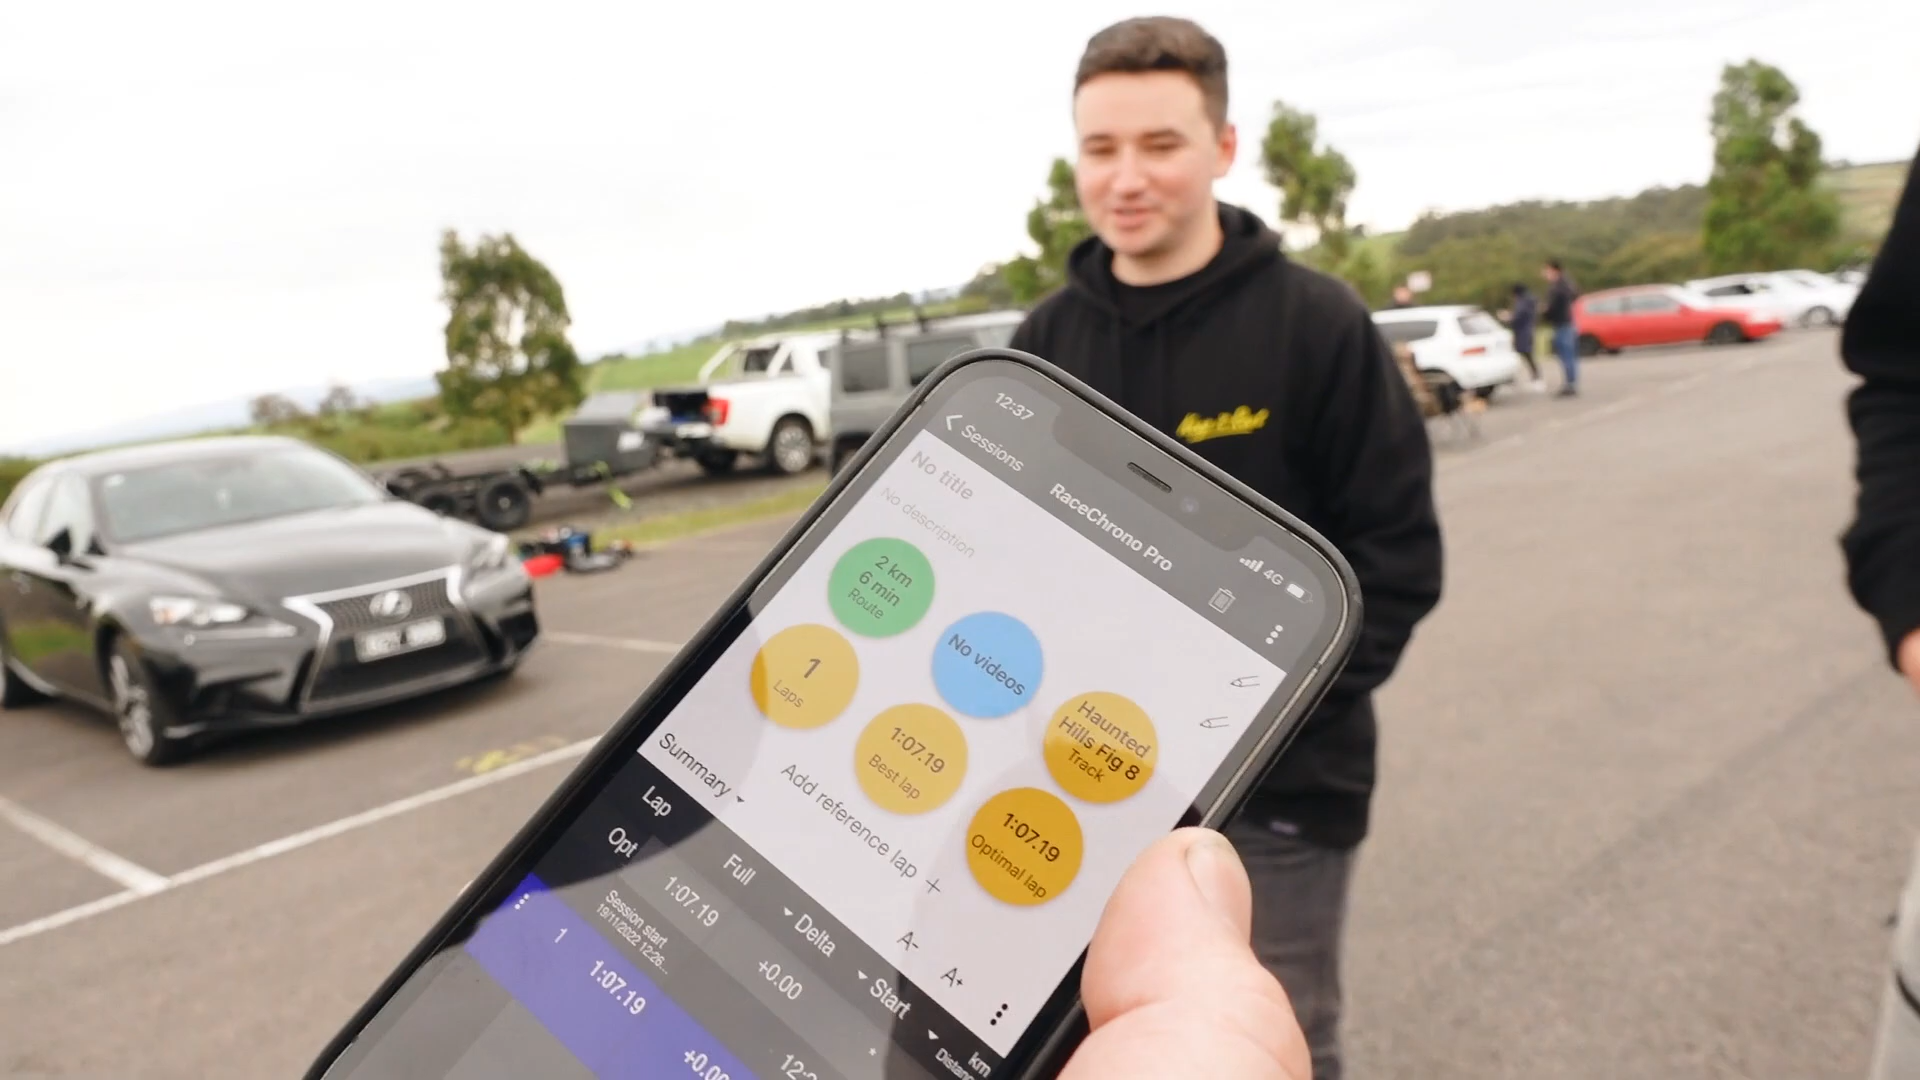 12:37
Sessions
RaceChrono Pro
4G
No title
No description
2 km
6 min
Route
No videos
1
Laps
1:07.19
Best lap
Haunted
Hills Fig 8
Track
1:07.19
Optimal lap
Summary
Add reference lap +
A-
A+
Lap
Full
Delta
Start
km
Opt
1:07.19
+0.00
*
Session start
19/11/2022 12:26...
1
1:07.19